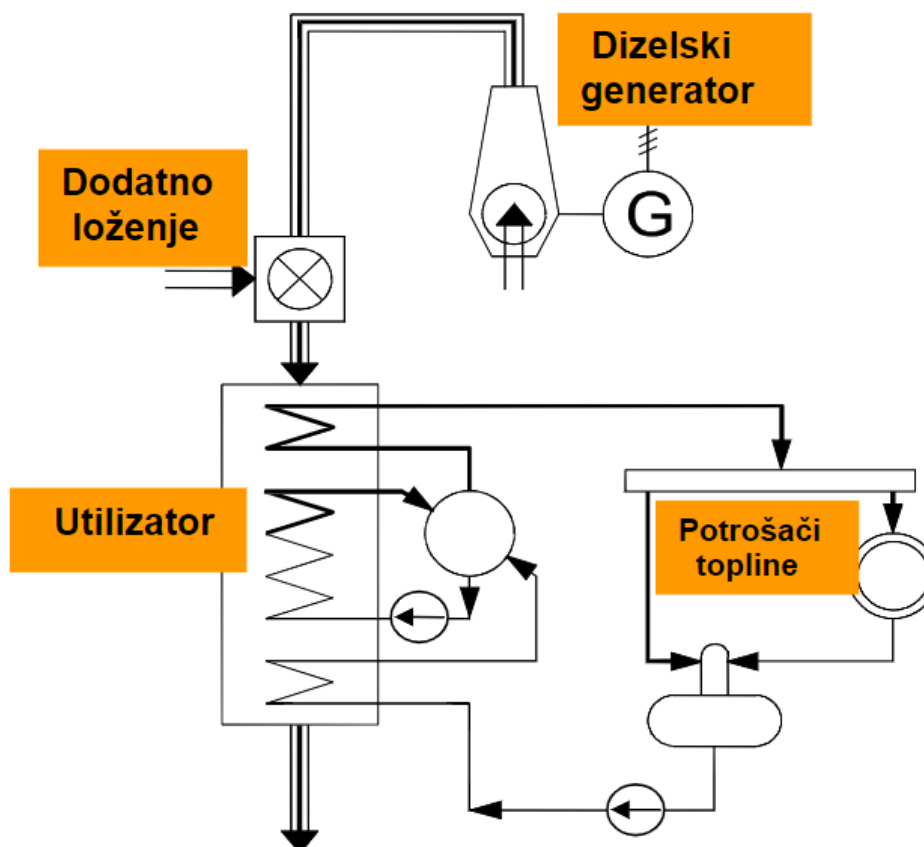 Dizelski
generator
Dodatno
loženje
G
Utilizator
Potrošači
topline